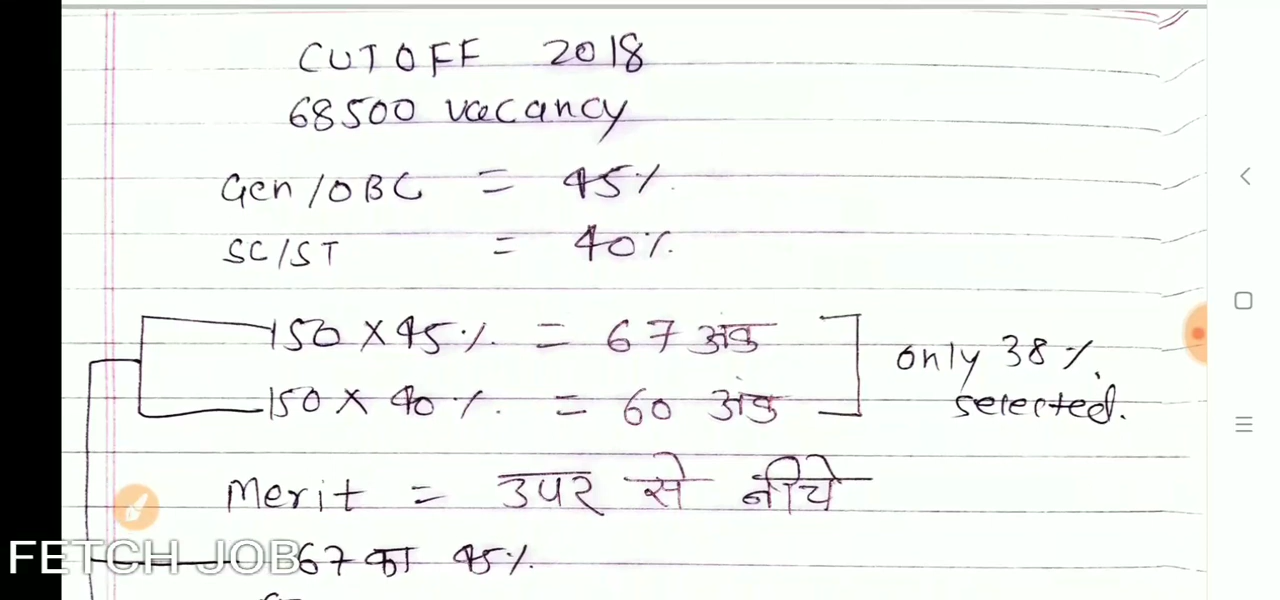 CUTOFF 2018
68500 vacancy
Gen/OBC = 45%
SC/ST = 40%
150 X 45% = 67 अंक
150 X 40% = 60 अंक
only 38%
selected.
Merit = उपर से नीचे
FETCH JOB
67 का 45%